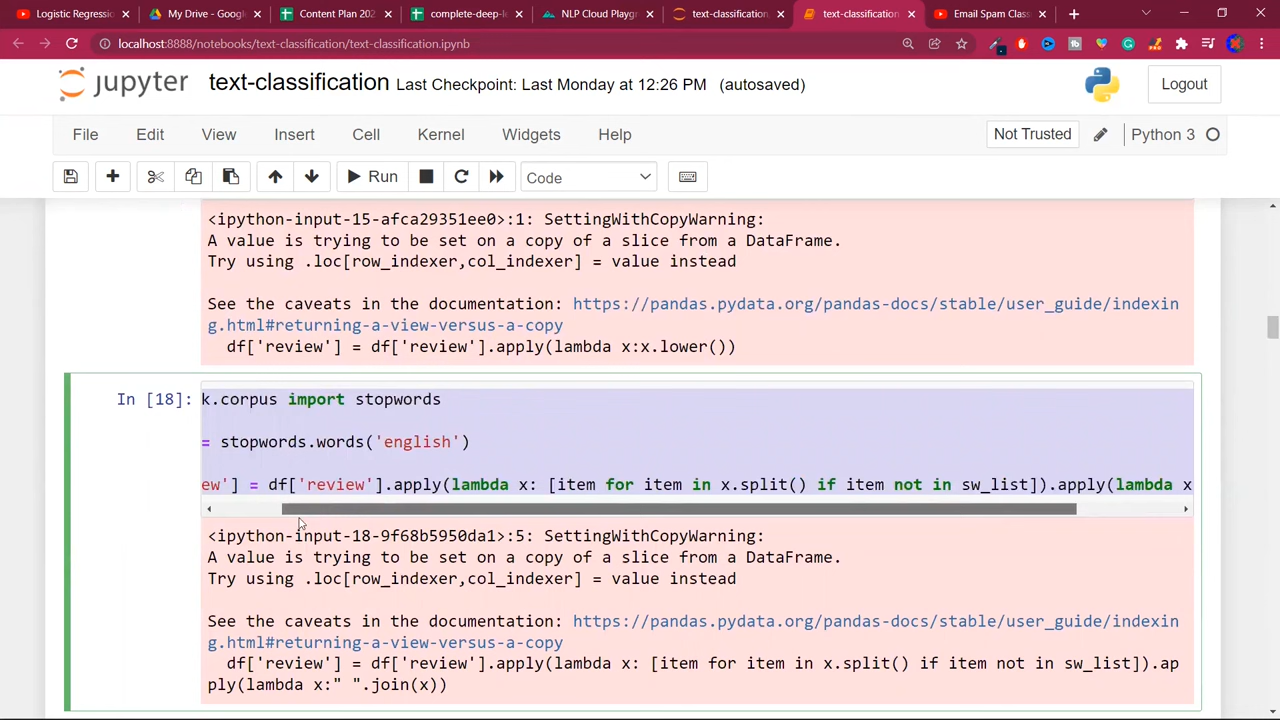 Logistic Regressi
My Drive - Google
Content Plan 202
complete-deep-l
NLP Cloud Playg
text-classification
text-classification
Email Spam Class
localhost:8888/notebooks/text-classification/text-classification.ipynb
jupyter text-classification Last Checkpoint: Last Monday at 12:26 PM (autosaved)
Logout
File Edit View Insert Cell Kernel Widgets Help
Not Trusted Python 3
Run Code
<ipython-input-15-afca29351ee0>:1: SettingWithCopyWarning:
A value is trying to be set on a copy of a slice from a DataFrame.
Try using .loc[row_indexer,col_indexer] = value instead
See the caveats in the documentation: https://pandas.pydata.org/pandas-docs/stable/user_guide/indexin
g.html#returning-a-view-versus-a-copy
df['review'] = df['review'].apply(lambda x:x.lower())
In [18]: k.corpus import stopwords
= stopwords.words('english')
ew'] = df['review'].apply(lambda x: [item for item in x.split() if item not in sw_list]).apply(lambda x
<ipython-input-18-9f68b5950da1>:5: SettingWithCopyWarning:
A value is trying to be set on a copy of a slice from a DataFrame.
Try using .loc[row_indexer,col_indexer] = value instead
See the caveats in the documentation: https://pandas.pydata.org/pandas-docs/stable/user_guide/indexin
g.html#returning-a-view-versus-a-copy
df['review'] = df['review'].apply(lambda x: [item for item in x.split() if item not in sw_list]).ap
ply(lambda x:" ".join(x))